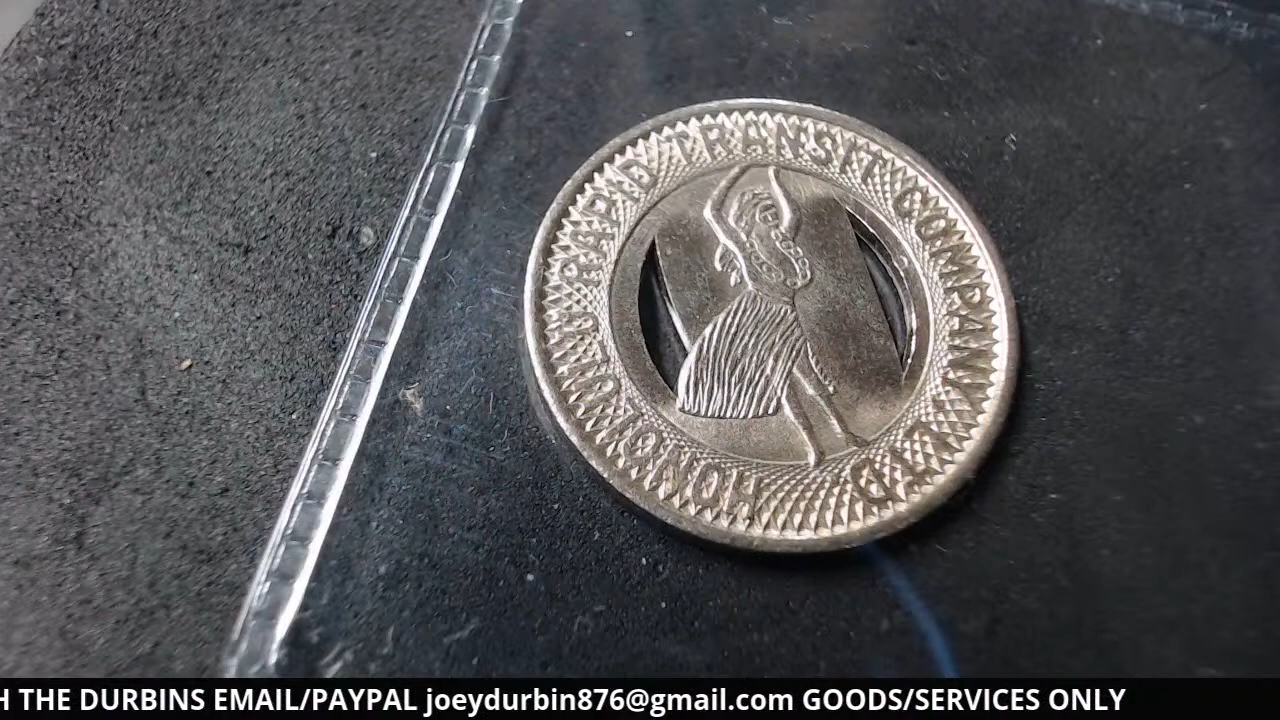 HONOLULU RAPID TRANSIT COMPANY LTD
H THE DURBINS EMAIL/PAYPAL joeydurbin876@gmail.com GOODS/SERVICES ONLY